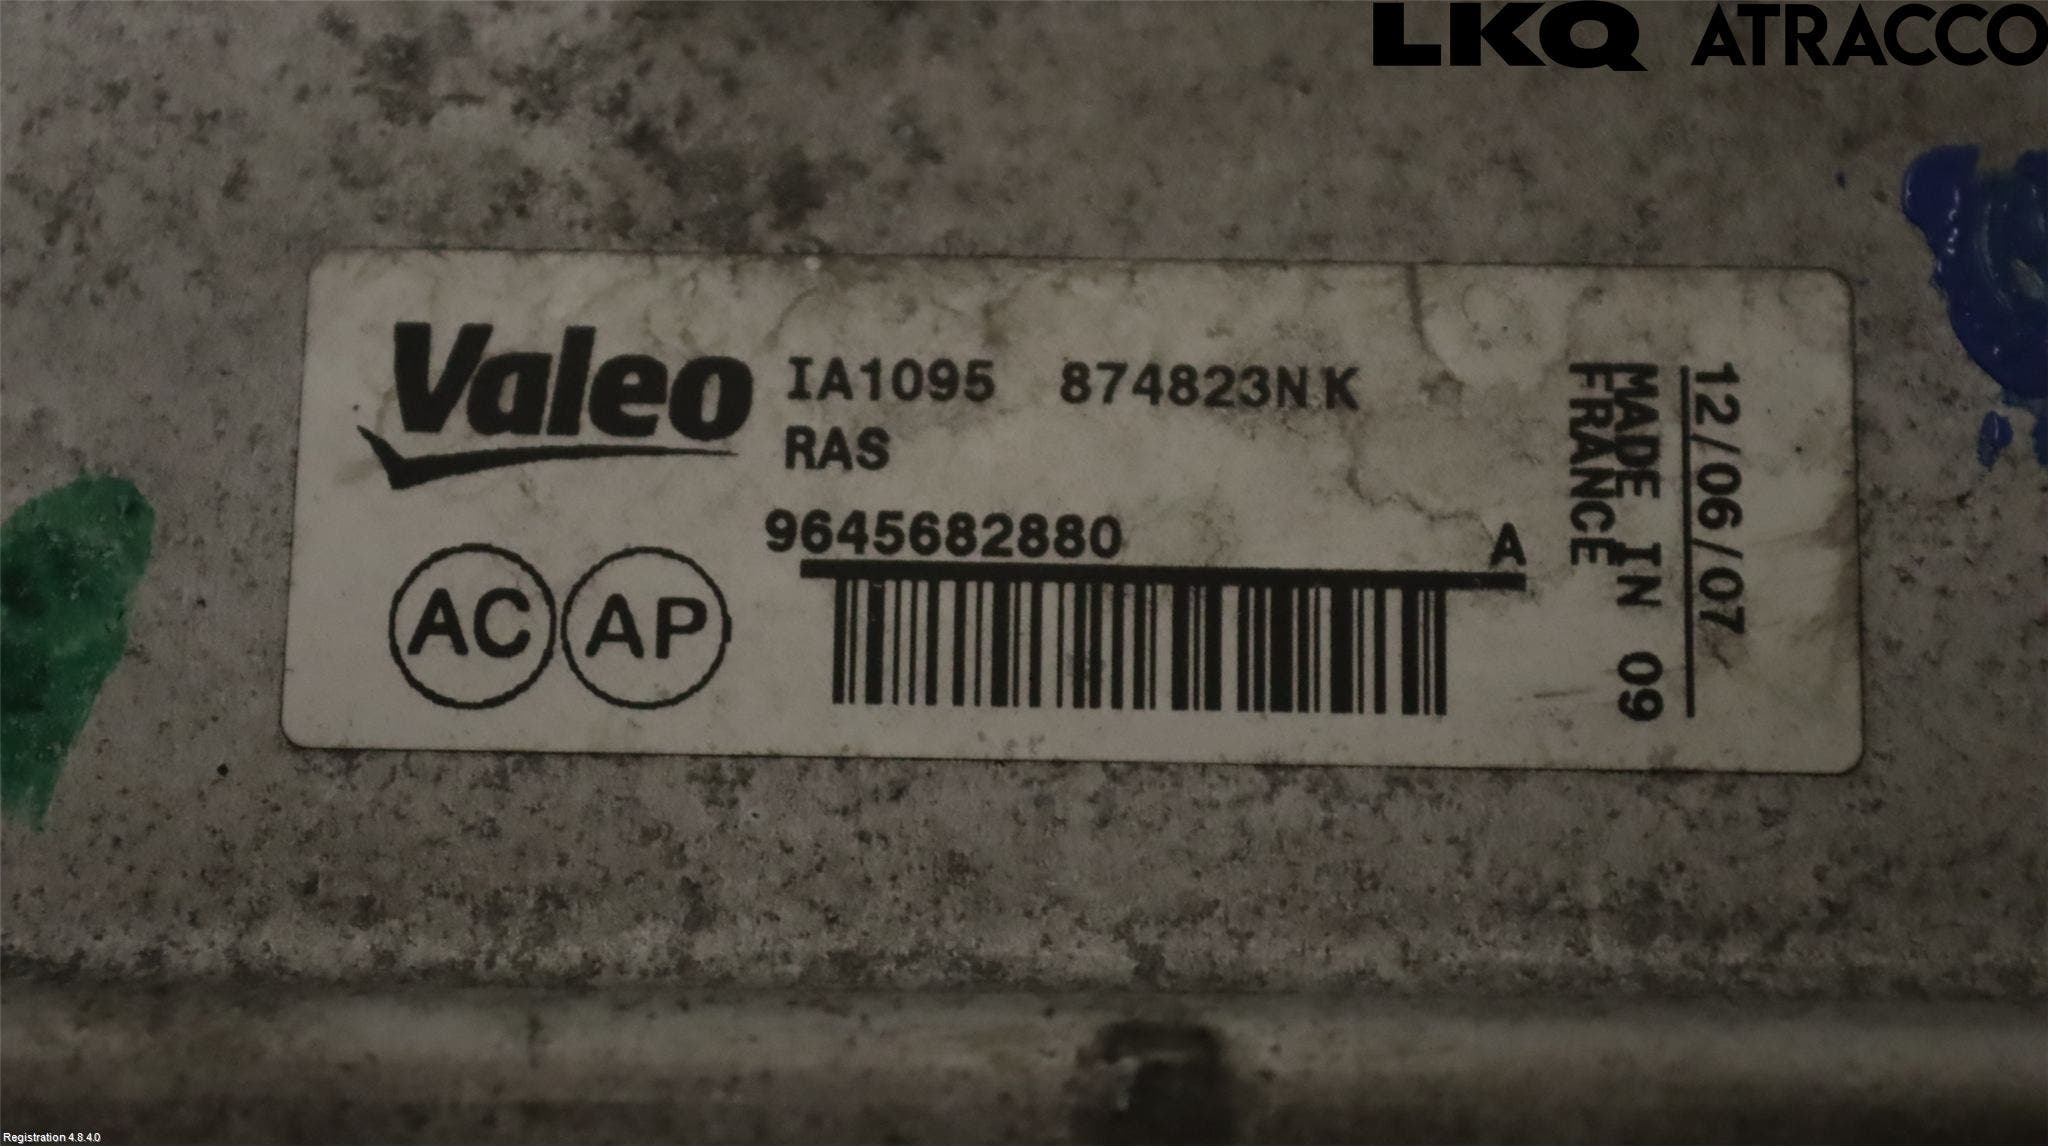 LKQ ATRACCO
Valeo IA1095 874823NK
RAS
9645682880 A
AC AP
12/06/07
MADE IN 09
FRANCE
Registration 4.8.4.0